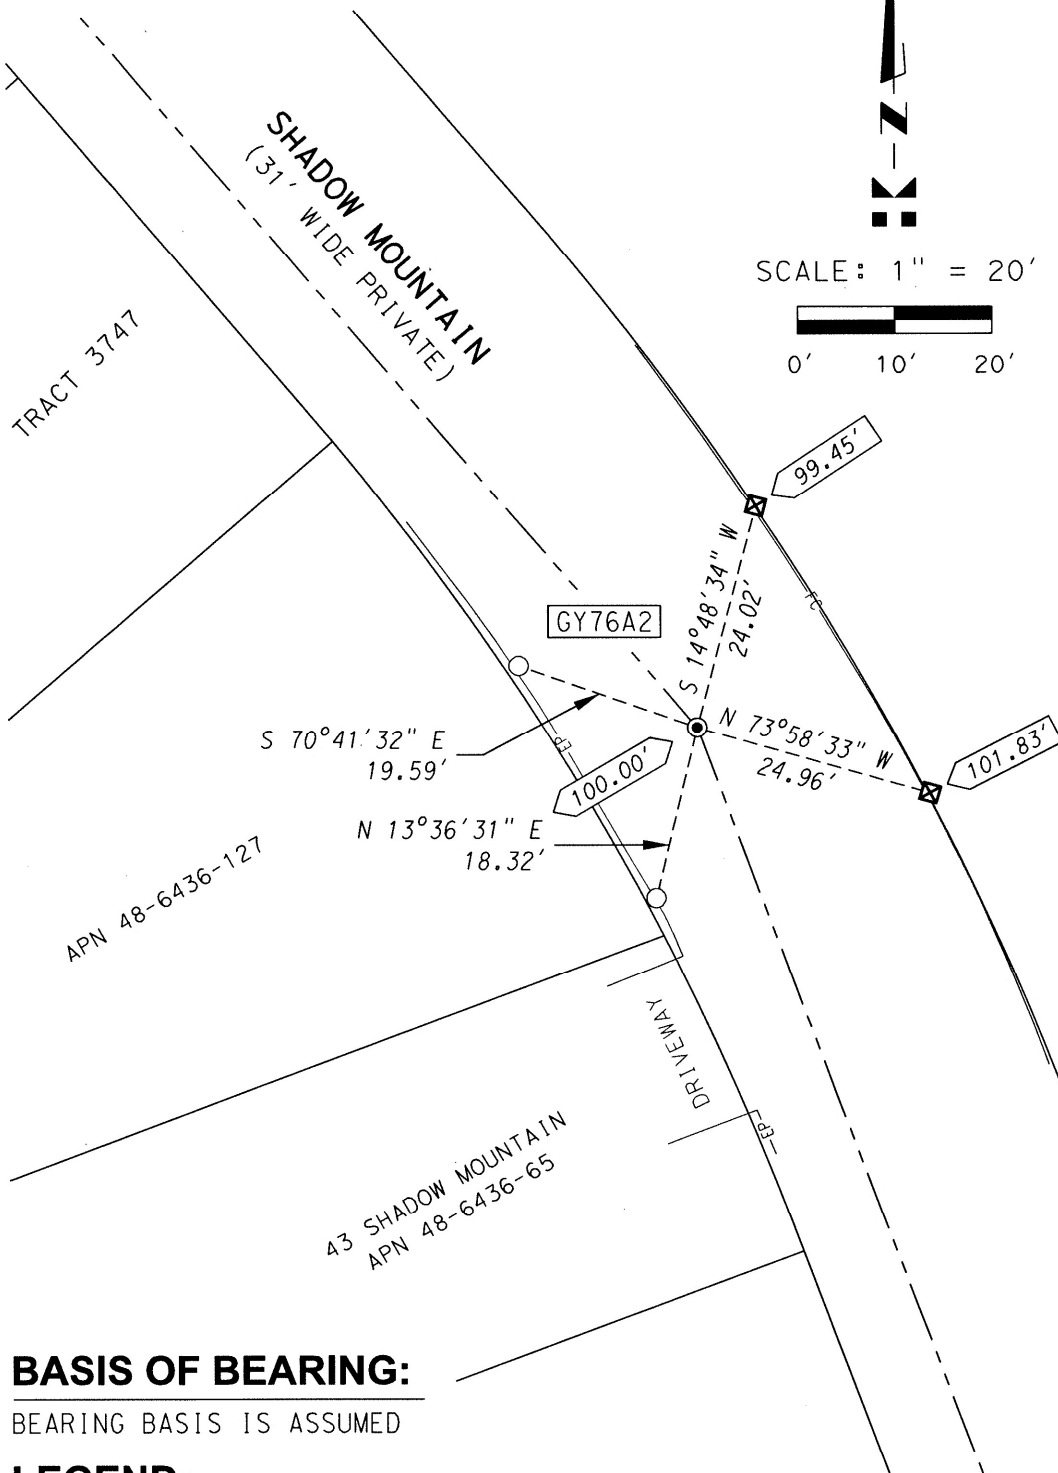 SHADOW MOUNTAIN
(31' WIDE PRIVATE)
N
SCALE: 1" = 20'
0' 10' 20'
TRACT 3747
99.45'
S 14°48'34" W
24.02'
FC
GY76A2
S 70°41'32" E
19.59'
EP
N 73°58'33" W
24.96'
101.83'
100.00'
N 13°36'31" E
18.32'
APN 48-6436-127
DRIVEWAY
EP
43 SHADOW MOUNTAIN
APN 48-6436-65
BASIS OF BEARING:
BEARING BASIS IS ASSUMED